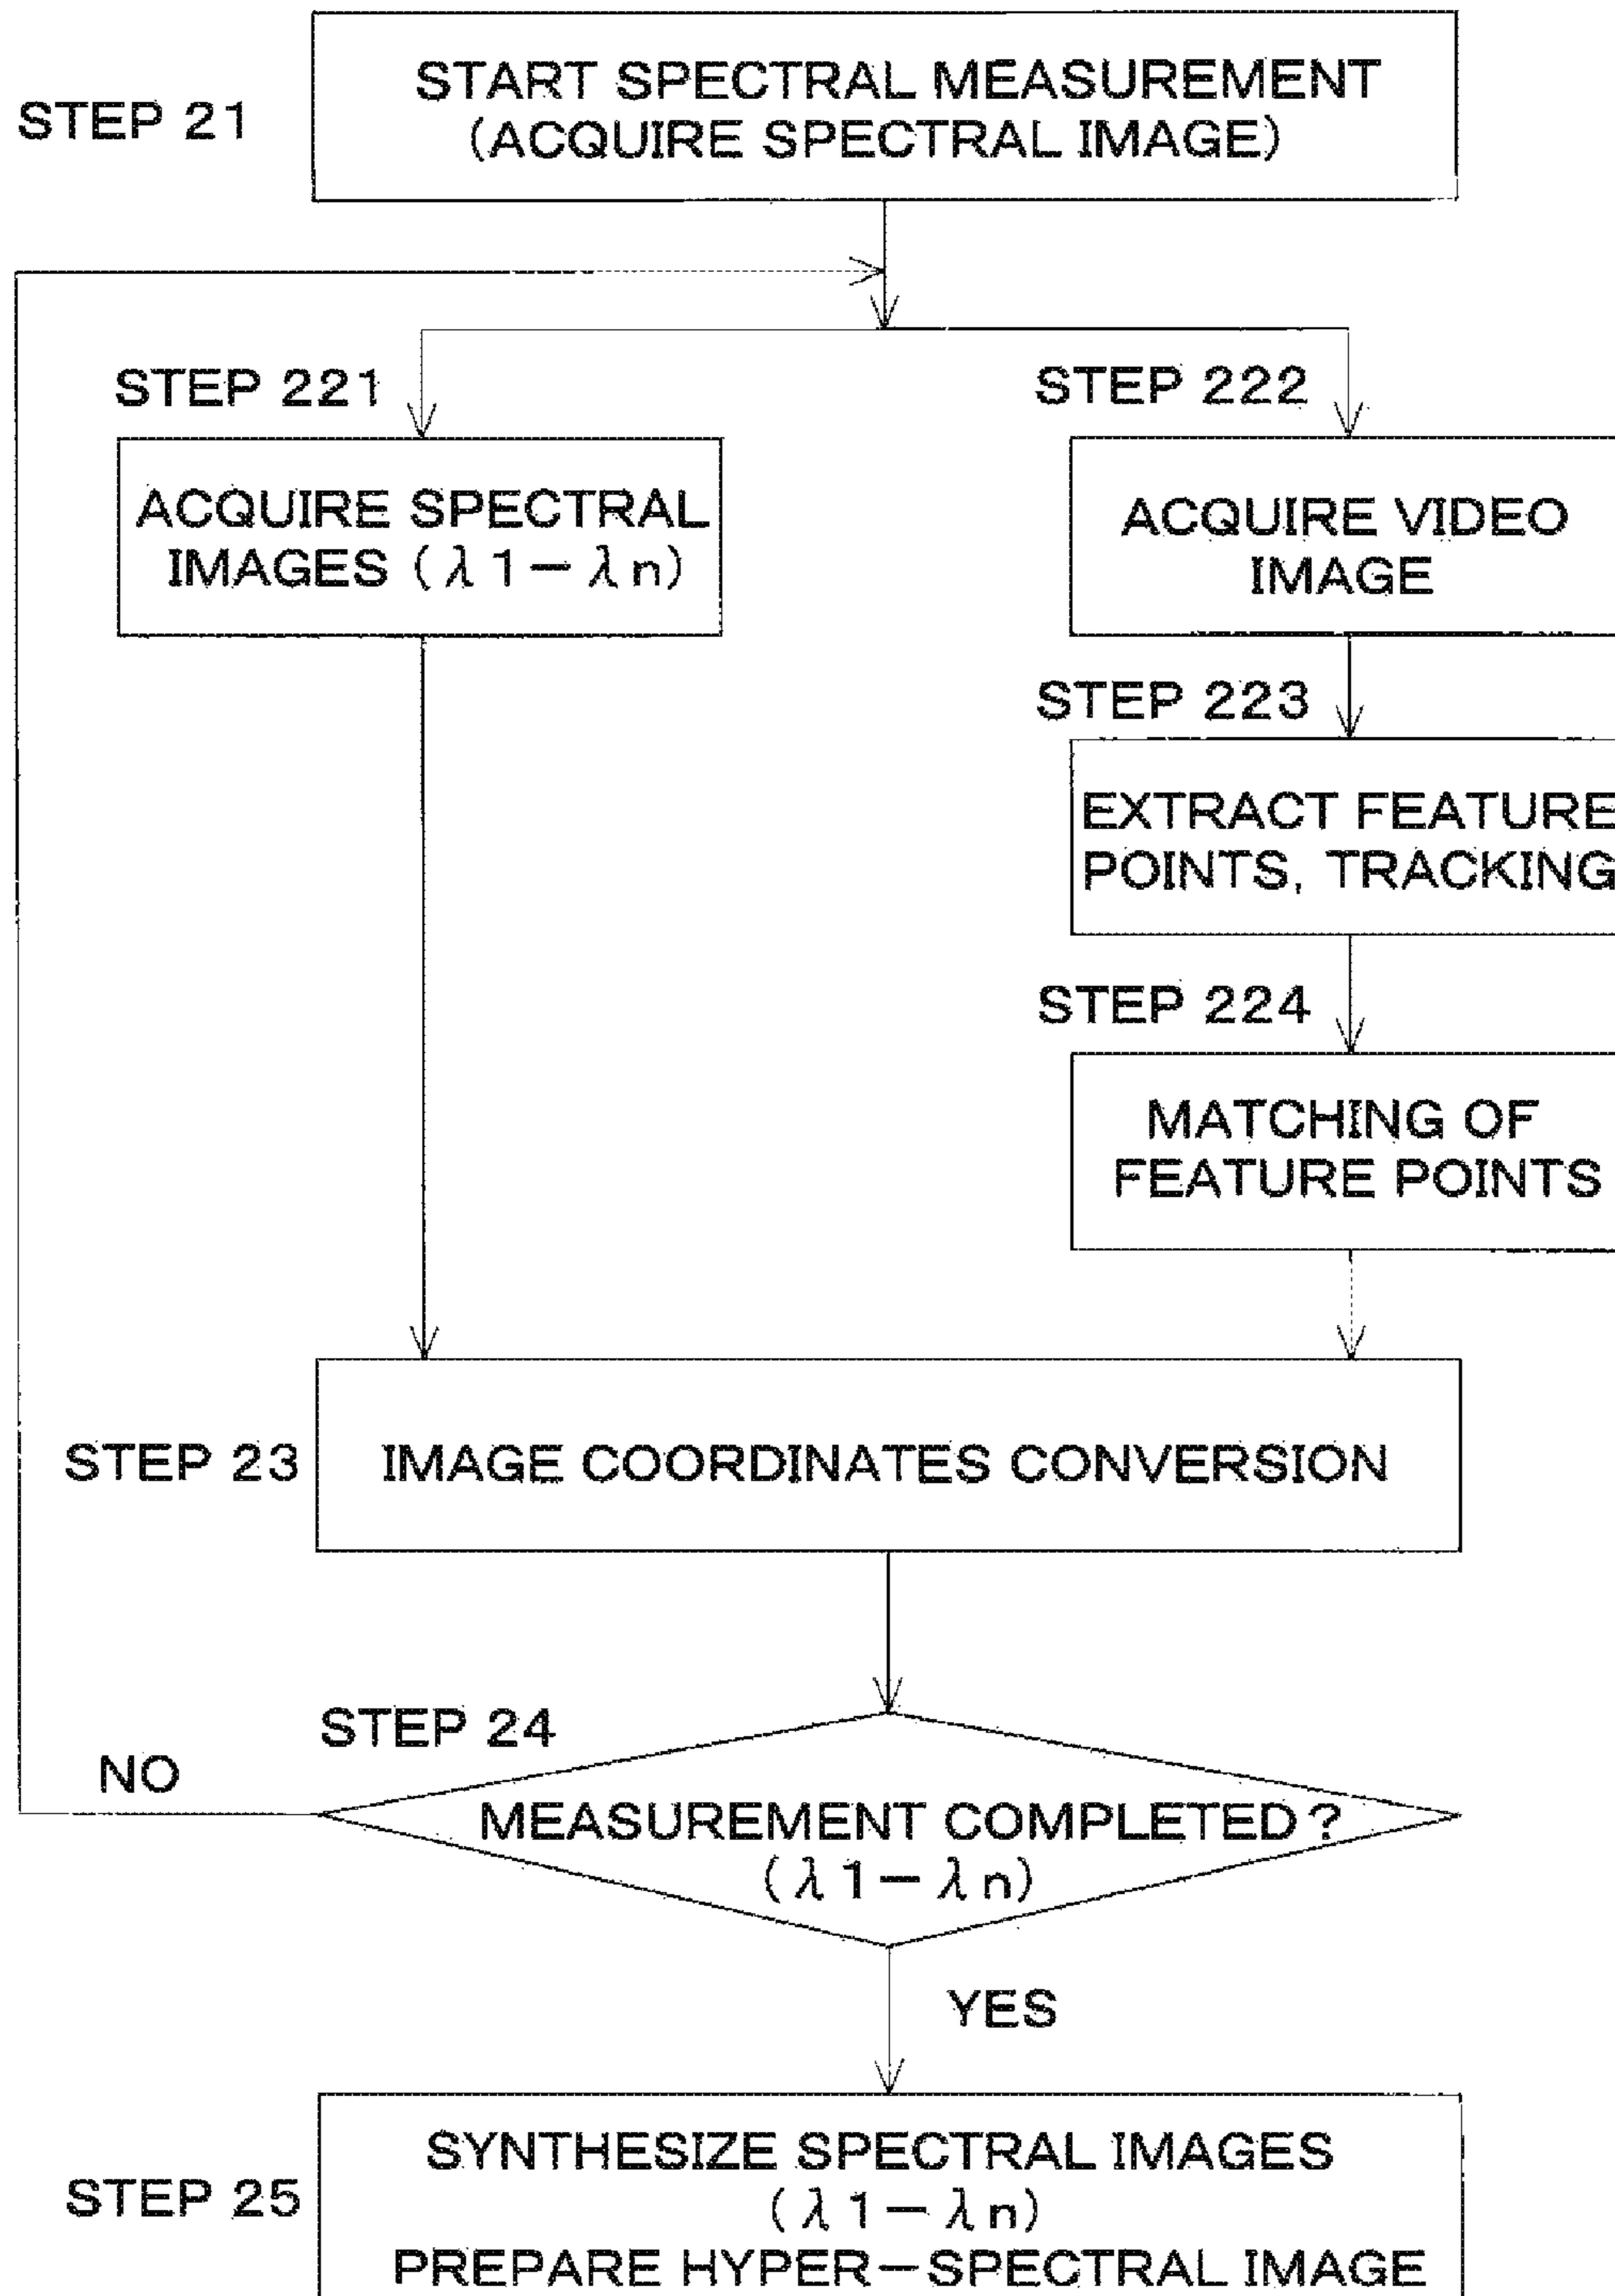 STEP 21
START SPECTRAL MEASUREMENT
(ACQUIRE SPECTRAL IMAGE)
STEP 221
ACQUIRE SPECTRAL
IMAGES (λ1−λn)
STEP 222
ACQUIRE VIDEO
IMAGE
STEP 223
EXTRACT FEATURE
POINTS, TRACKING
STEP 224
MATCHING OF
FEATURE POINTS
STEP 23
IMAGE COORDINATES CONVERSION
STEP 24
NO
MEASUREMENT COMPLETED?
(λ1−λn)
YES
STEP 25
SYNTHESIZE SPECTRAL IMAGES
(λ1−λn)
PREPARE HYPER−SPECTRAL IMAGE